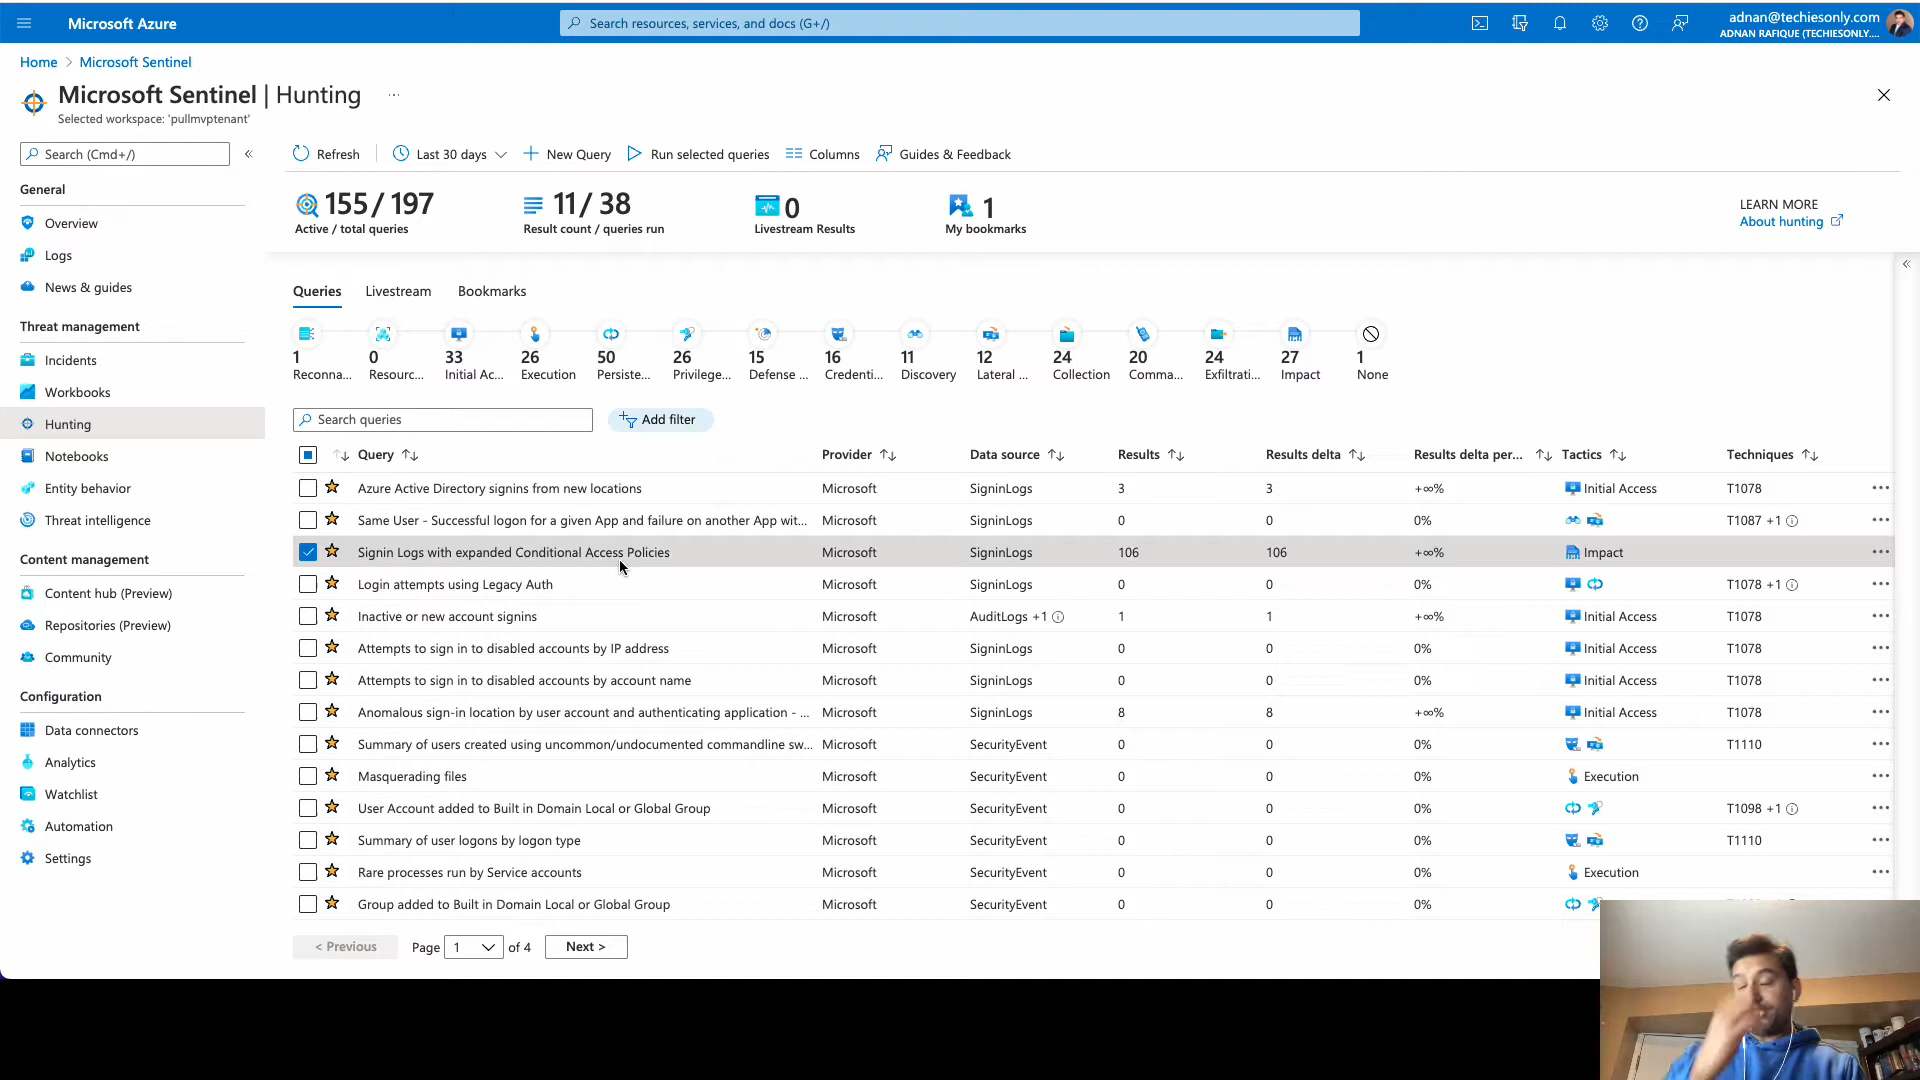 Microsoft Azure
Search resources, services, and docs (G+/)
adnan@techiesonly.com
ADNAN RAFIQUE (TECHIESONLY....
Home > Microsoft Sentinel
Microsoft Sentinel | Hunting ...
Selected workspace: 'pullmvptenant'
Search (Cmd+/)
«
Refresh
Last 30 days
New Query
Run selected queries
Columns
Guides & Feedback
General
Overview
Logs
News & guides
Threat management
Incidents
Workbooks
Hunting
Notebooks
Entity behavior
Threat intelligence
Content management
Content hub (Preview)
Repositories (Preview)
Community
Configuration
Data connectors
Analytics
Watchlist
Automation
Settings
155 / 197
Active / total queries
11 / 38
Result count / queries run
0
Livestream Results
1
My bookmarks
LEARN MORE
About hunting
«
Queries Livestream Bookmarks
1 0 33 26 50 26 15 16 11 12 24 20 24 27 1
Reconna... Resourc... Initial Ac... Execution Persiste... Privilege... Defense ... Credenti... Discovery Lateral ... Collection Comma... Exfiltrati... Impact None
Search queries
Add filter
Query Provider Data source Results Results delta Results delta per... Tactics Techniques
Azure Active Directory signins from new locations Microsoft SigninLogs 3 3 +∞% Initial Access T1078 ...
Same User - Successful logon for a given App and failure on another App wit... Microsoft SigninLogs 0 0 0% T1087 +1 ...
Signin Logs with expanded Conditional Access Policies Microsoft SigninLogs 106 106 +∞% Impact ...
Login attempts using Legacy Auth Microsoft SigninLogs 0 0 0% T1078 +1 ...
Inactive or new account signins Microsoft AuditLogs +1 1 1 +∞% Initial Access T1078 ...
Attempts to sign in to disabled accounts by IP address Microsoft SigninLogs 0 0 0% Initial Access T1078 ...
Attempts to sign in to disabled accounts by account name Microsoft SigninLogs 0 0 0% Initial Access T1078 ...
Anomalous sign-in location by user account and authenticating application - ... Microsoft SigninLogs 8 8 +∞% Initial Access T1078 ...
Summary of users created using uncommon/undocumented commandline sw... Microsoft SecurityEvent 0 0 0% T1110 ...
Masquerading files Microsoft SecurityEvent 0 0 0% Execution ...
User Account added to Built in Domain Local or Global Group Microsoft SecurityEvent 0 0 0% T1098 +1 ...
Summary of user logons by logon type Microsoft SecurityEvent 0 0 0% T1110 ...
Rare processes run by Service accounts Microsoft SecurityEvent 0 0 0% Execution ...
Group added to Built in Domain Local or Global Group Microsoft SecurityEvent 0 0 0%
< Previous Page 1 of 4 Next >